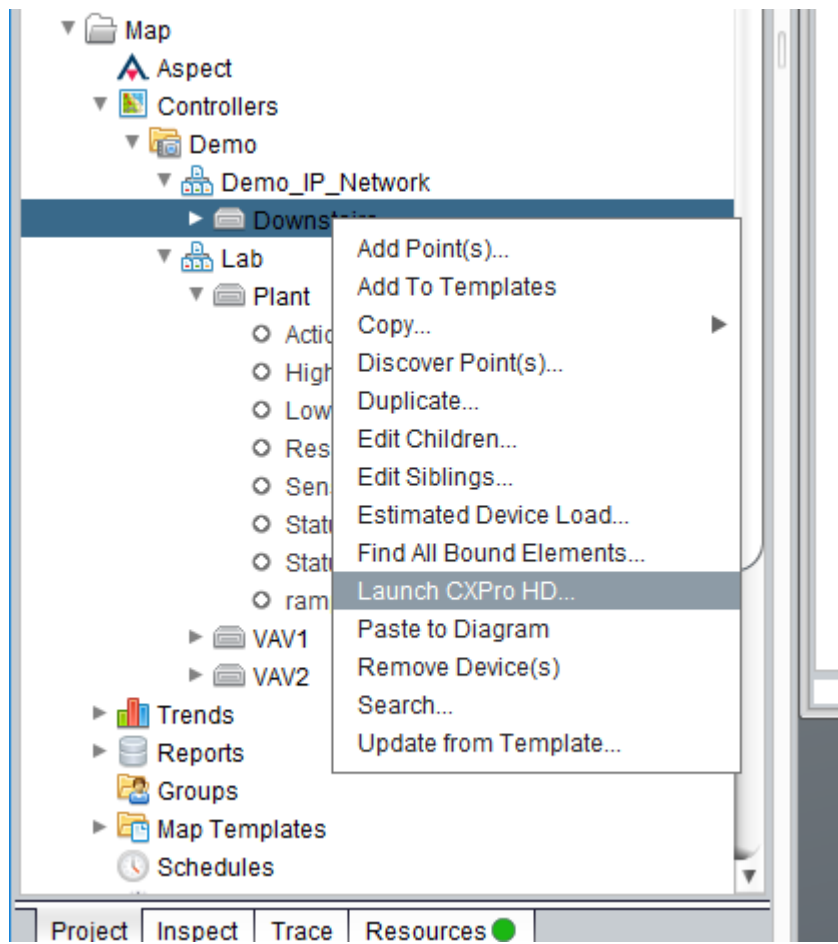 Map
Aspect
Controllers
Demo
Demo_IP_Network
Lab
Plant
VAV1
VAV2
Trends
Reports
Groups
Map Templates
Schedules
Add Point(s)...
Add To Templates
Copy...
Discover Point(s)...
Duplicate...
Edit Children...
Edit Siblings...
Estimated Device Load...
Find All Bound Elements...
Launch CXPro HD...
Paste to Diagram
Remove Device(s)
Search...
Update from Template...
Project Inspect Trace Resources